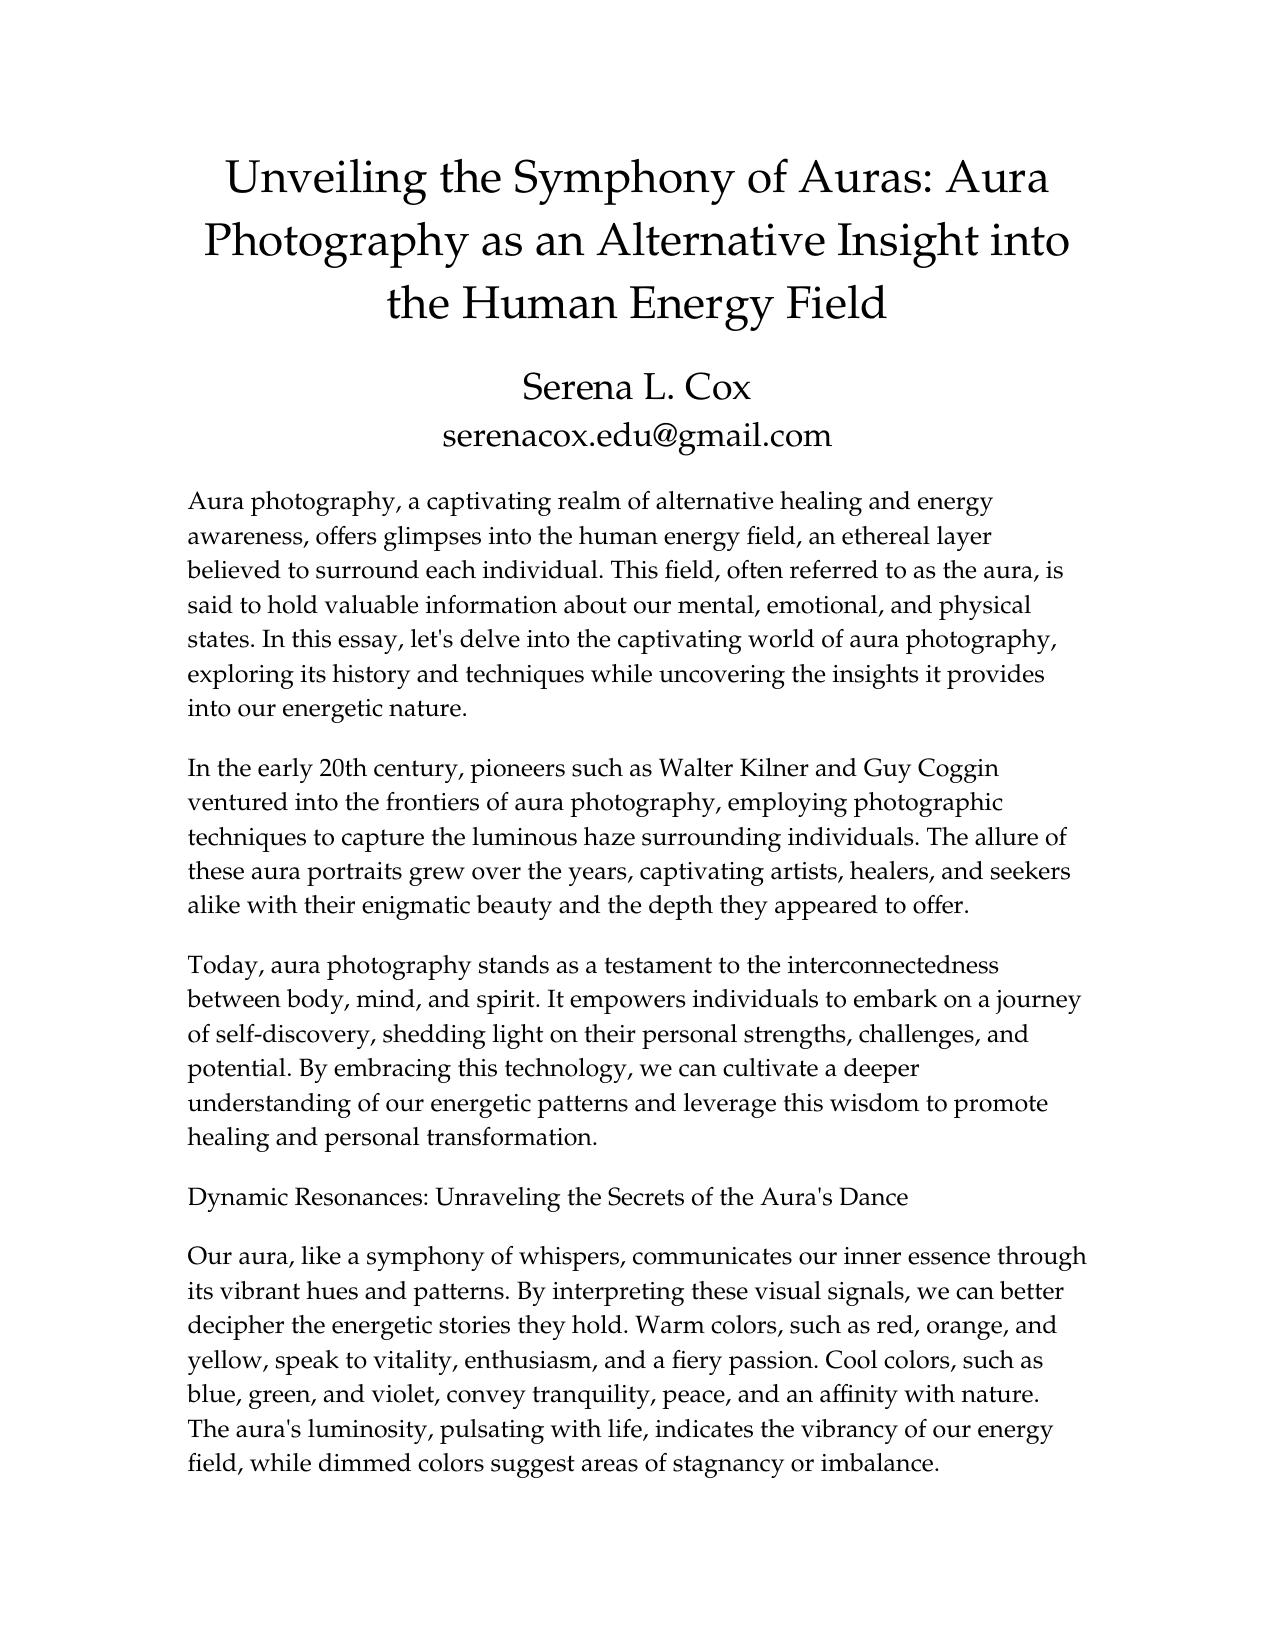 Unveiling the Symphony of Auras: Aura
Photography as an Alternative Insight into
the Human Energy Field
Serena L. Cox
serenacox.edu@gmail.com
Aura photography, a captivating realm of alternative healing and energy
awareness, offers glimpses into the human energy field, an ethereal layer
believed to surround each individual. This field, often referred to as the aura, is
said to hold valuable information about our mental, emotional, and physical
states. In this essay, let's delve into the captivating world of aura photography,
exploring its history and techniques while uncovering the insights it provides
into our energetic nature.
In the early 20th century, pioneers such as Walter Kilner and Guy Coggin
ventured into the frontiers of aura photography, employing photographic
techniques to capture the luminous haze surrounding individuals. The allure of
these aura portraits grew over the years, captivating artists, healers, and seekers
alike with their enigmatic beauty and the depth they appeared to offer.
Today, aura photography stands as a testament to the interconnectedness
between body, mind, and spirit. It empowers individuals to embark on a journey
of self-discovery, shedding light on their personal strengths, challenges, and
potential. By embracing this technology, we can cultivate a deeper
understanding of our energetic patterns and leverage this wisdom to promote
healing and personal transformation.
Dynamic Resonances: Unraveling the Secrets of the Aura's Dance
Our aura, like a symphony of whispers, communicates our inner essence through
its vibrant hues and patterns. By interpreting these visual signals, we can better
decipher the energetic stories they hold. Warm colors, such as red, orange, and
yellow, speak to vitality, enthusiasm, and a fiery passion. Cool colors, such as
blue, green, and violet, convey tranquility, peace, and an affinity with nature.
The aura's luminosity, pulsating with life, indicates the vibrancy of our energy
field, while dimmed colors suggest areas of stagnancy or imbalance.